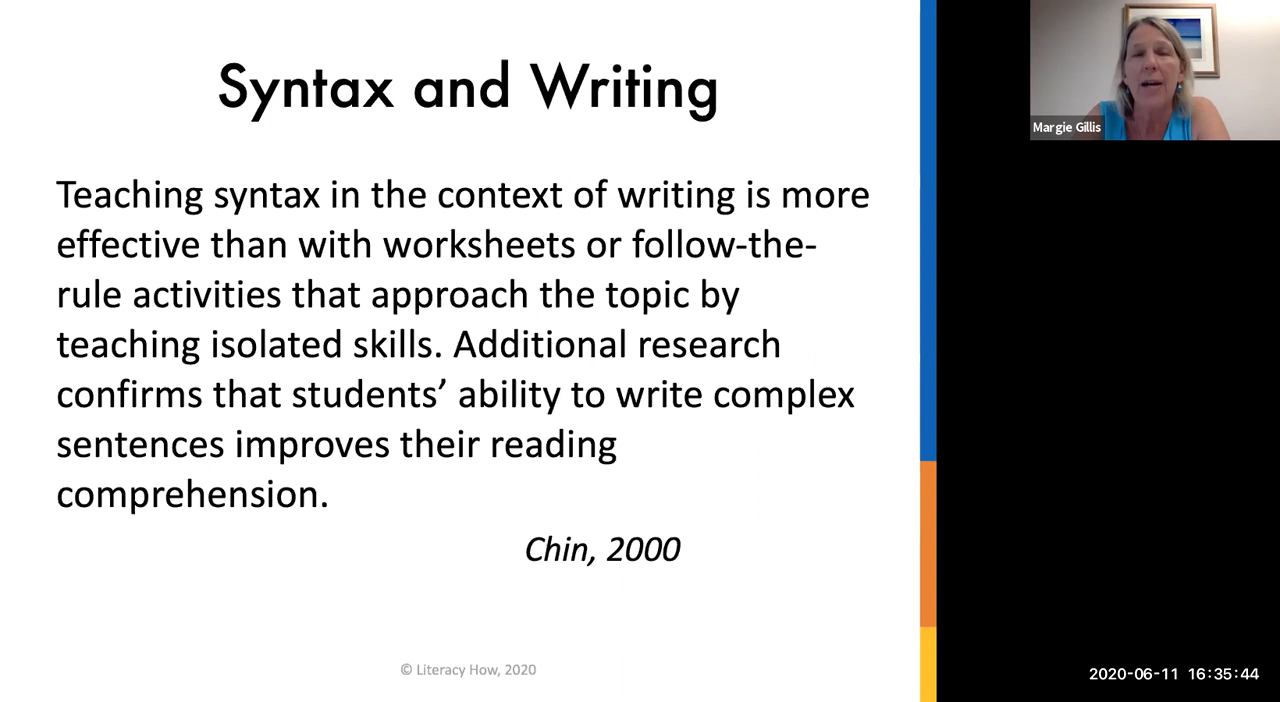 Syntax and Writing
Teaching syntax in the context of writing is more
effective than with worksheets or follow-the-
rule activities that approach the topic by
teaching isolated skills. Additional research
confirms that students’ ability to write complex
sentences improves their reading
comprehension.
Chin, 2000
© Literacy How, 2020
Margie Gillis
2020-06-11 16:35:44